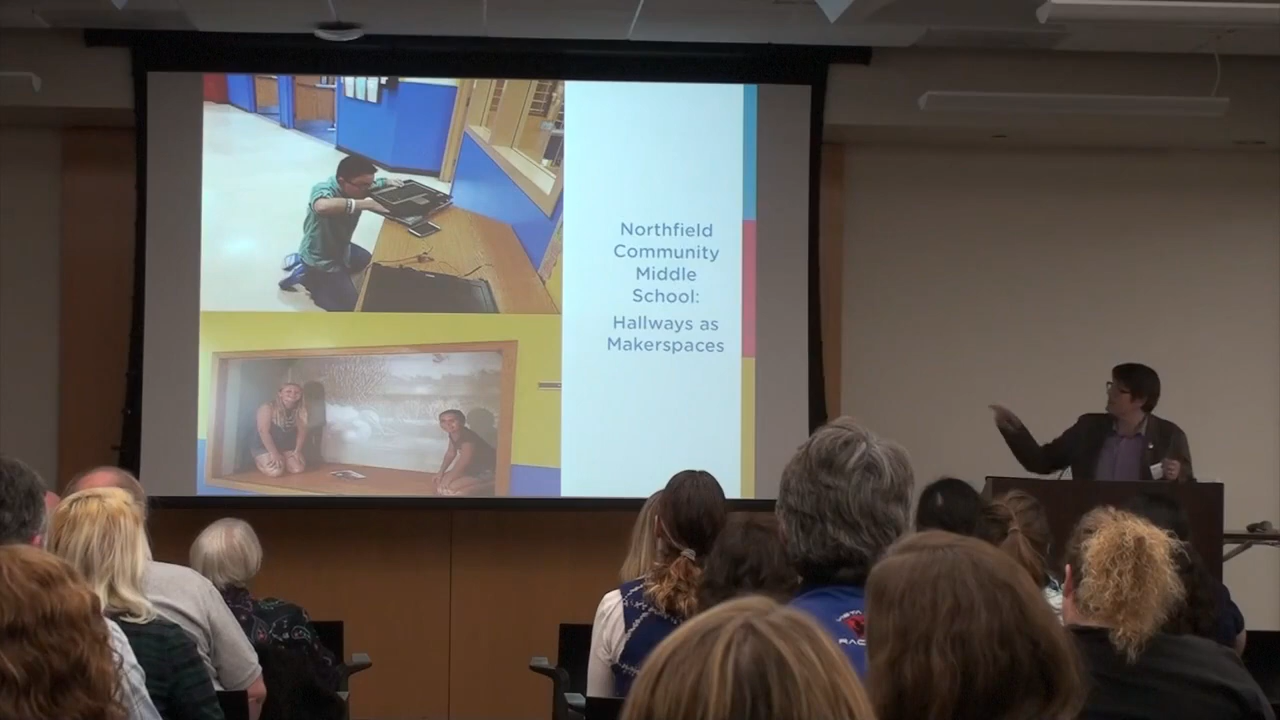 Northfield
Community
Middle
School:
Hallways as
Makerspaces